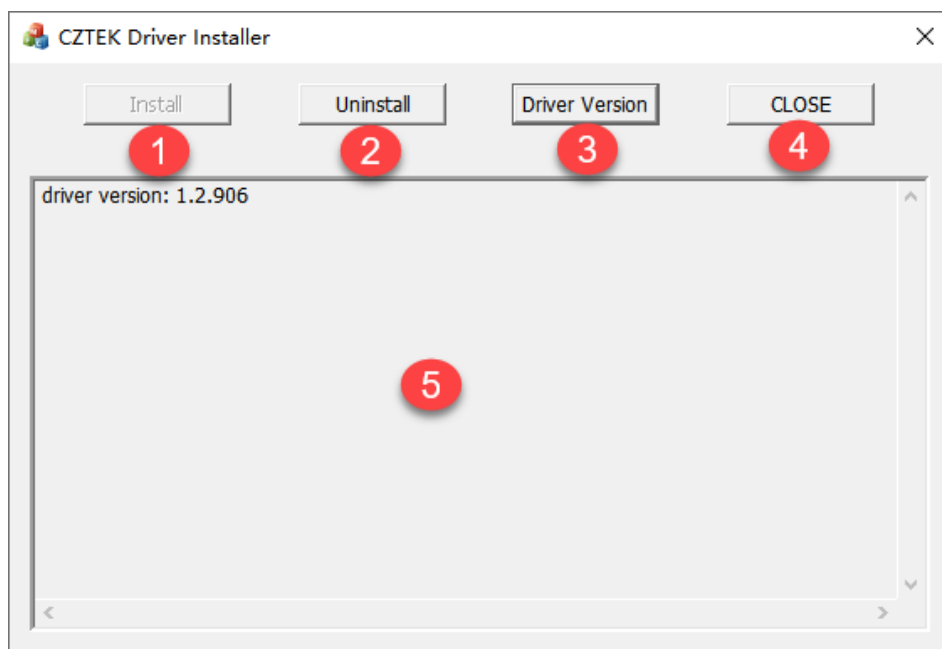 CZTEK Driver Installer
Install Uninstall Driver Version CLOSE
1 2 3 4
driver version: 1.2.906
5